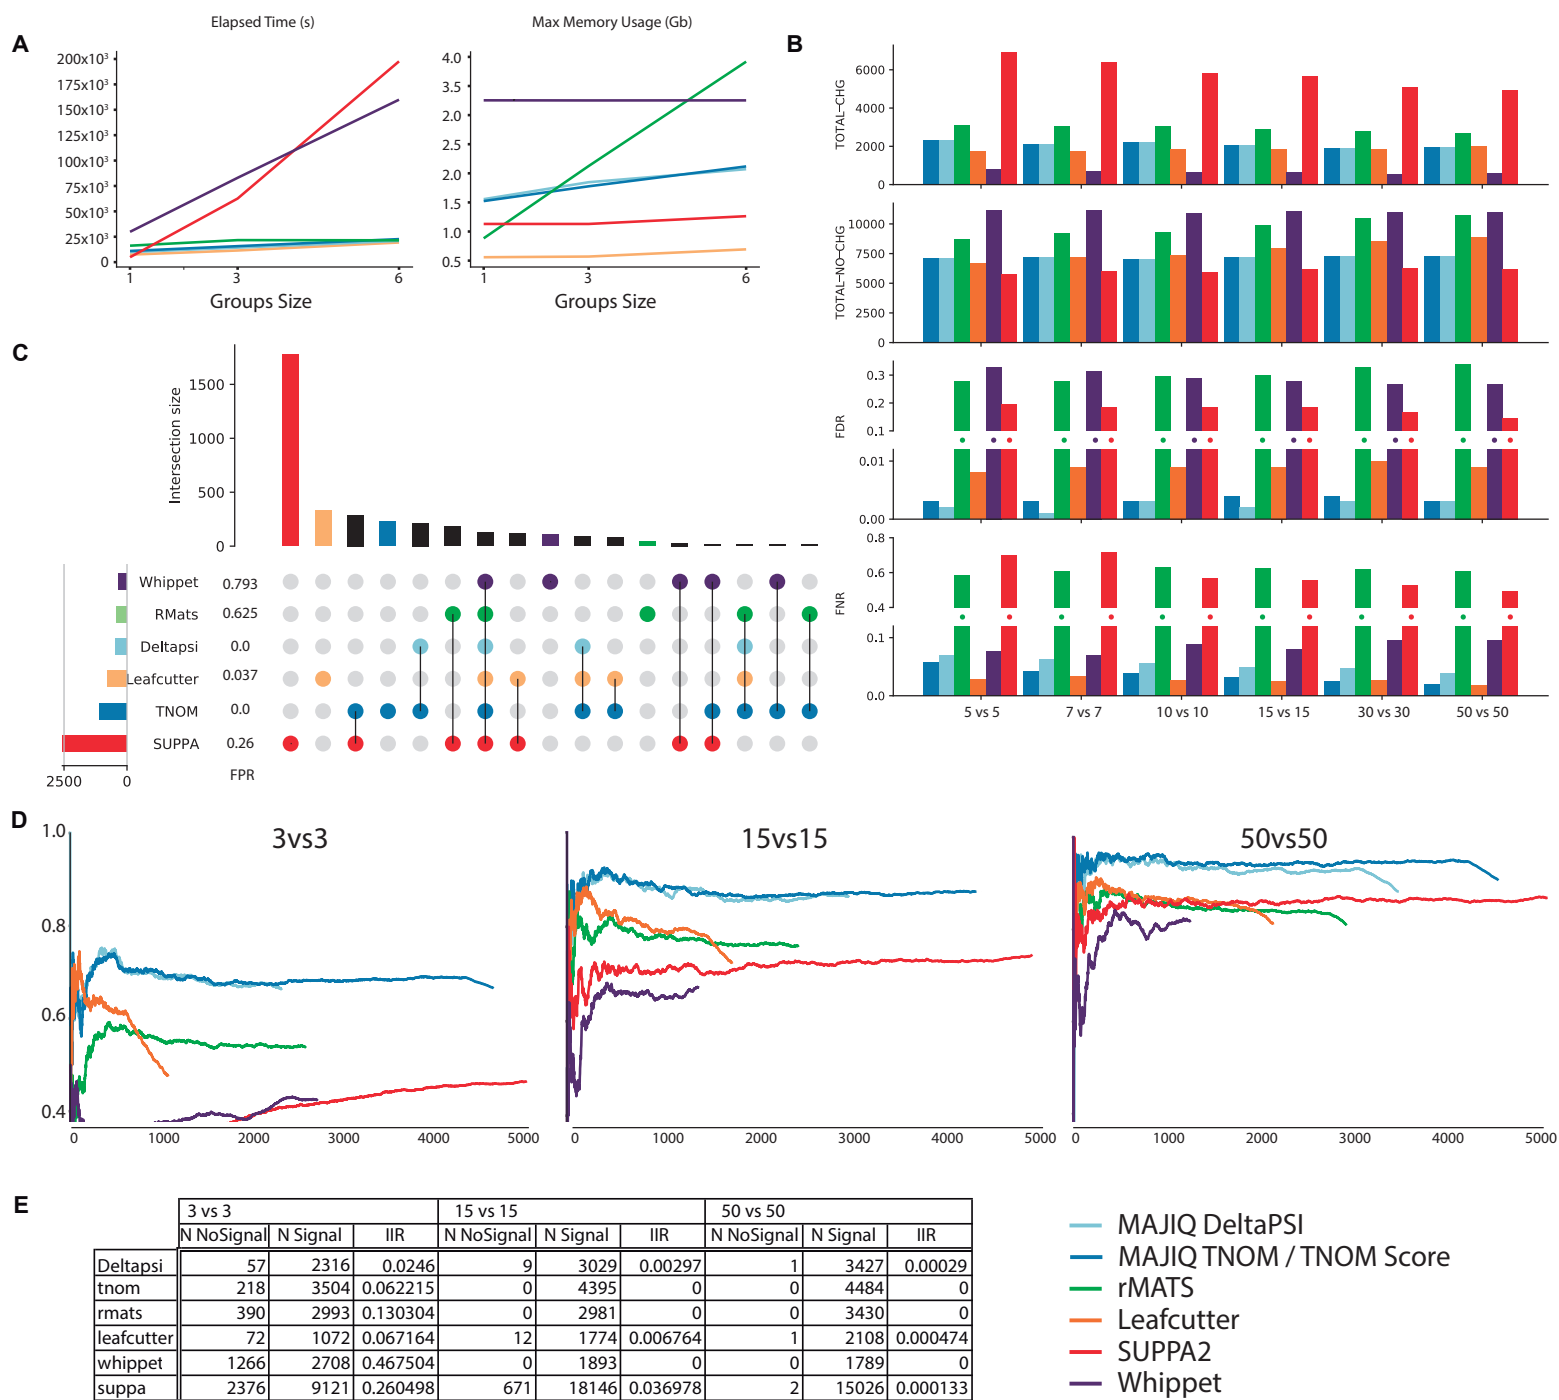 Elapsed Time (s)
Max Memory Usage (Gb)
A
200x10³
175x10³
150x10³
125x10³
100x10³
75x10³
50x10³
25x10³
0
1
3
6
Groups Size
4.0
3.5
2.0
2.5
2.0
1.5
1.0
0.5
1
3
6
Groups Size
B
TOTAL−CHG
6000
4000
2000
0
TOTAL−NO−CHG
10000
7500
5000
2500
0
FDR
0.3
0.2
0.1
0.01
0.00
FNR
0.8
0.6
0.4
0.1
0.0
5 vs 5
7 vs 7
10 vs 10
15 vs 15
30 vs 30
50 vs 50
C
Intersection size
1500
1000
500
0
Whippet 0.793
RMats 0.625
Deltapsi 0.0
Leafcutter 0.037
TNOM 0.0
SUPPA 0.26
2500 0
FPR
D
3vs3
15vs15
50vs50
1.0
0.8
0.6
0.4
0 1000 2000 3000 4000 5000
0 1000 2000 3000 4000 5000
0 1000 2000 3000 4000 5000
E
3 vs 3 15 vs 15 50 vs 50
N NoSignal N Signal IIR N NoSignal N Signal IIR N NoSignal N Signal IIR
Deltapsi 57 2316 0.0246 9 3029 0.00297 1 3427 0.00029
tnom 218 3504 0.062215 0 4395 0 0 4484 0
rmats 390 2993 0.130304 0 2981 0 0 3430 0
leafcutter 72 1072 0.067164 12 1774 0.006764 1 2108 0.000474
whippet 1266 2708 0.467504 0 1893 0 0 1789 0
suppa 2376 9121 0.260498 671 18146 0.036978 2 15026 0.000133
MAJIQ DeltaPSI
MAJIQ TNOM / TNOM Score
rMATS
Leafcutter
SUPPA2
Whippet